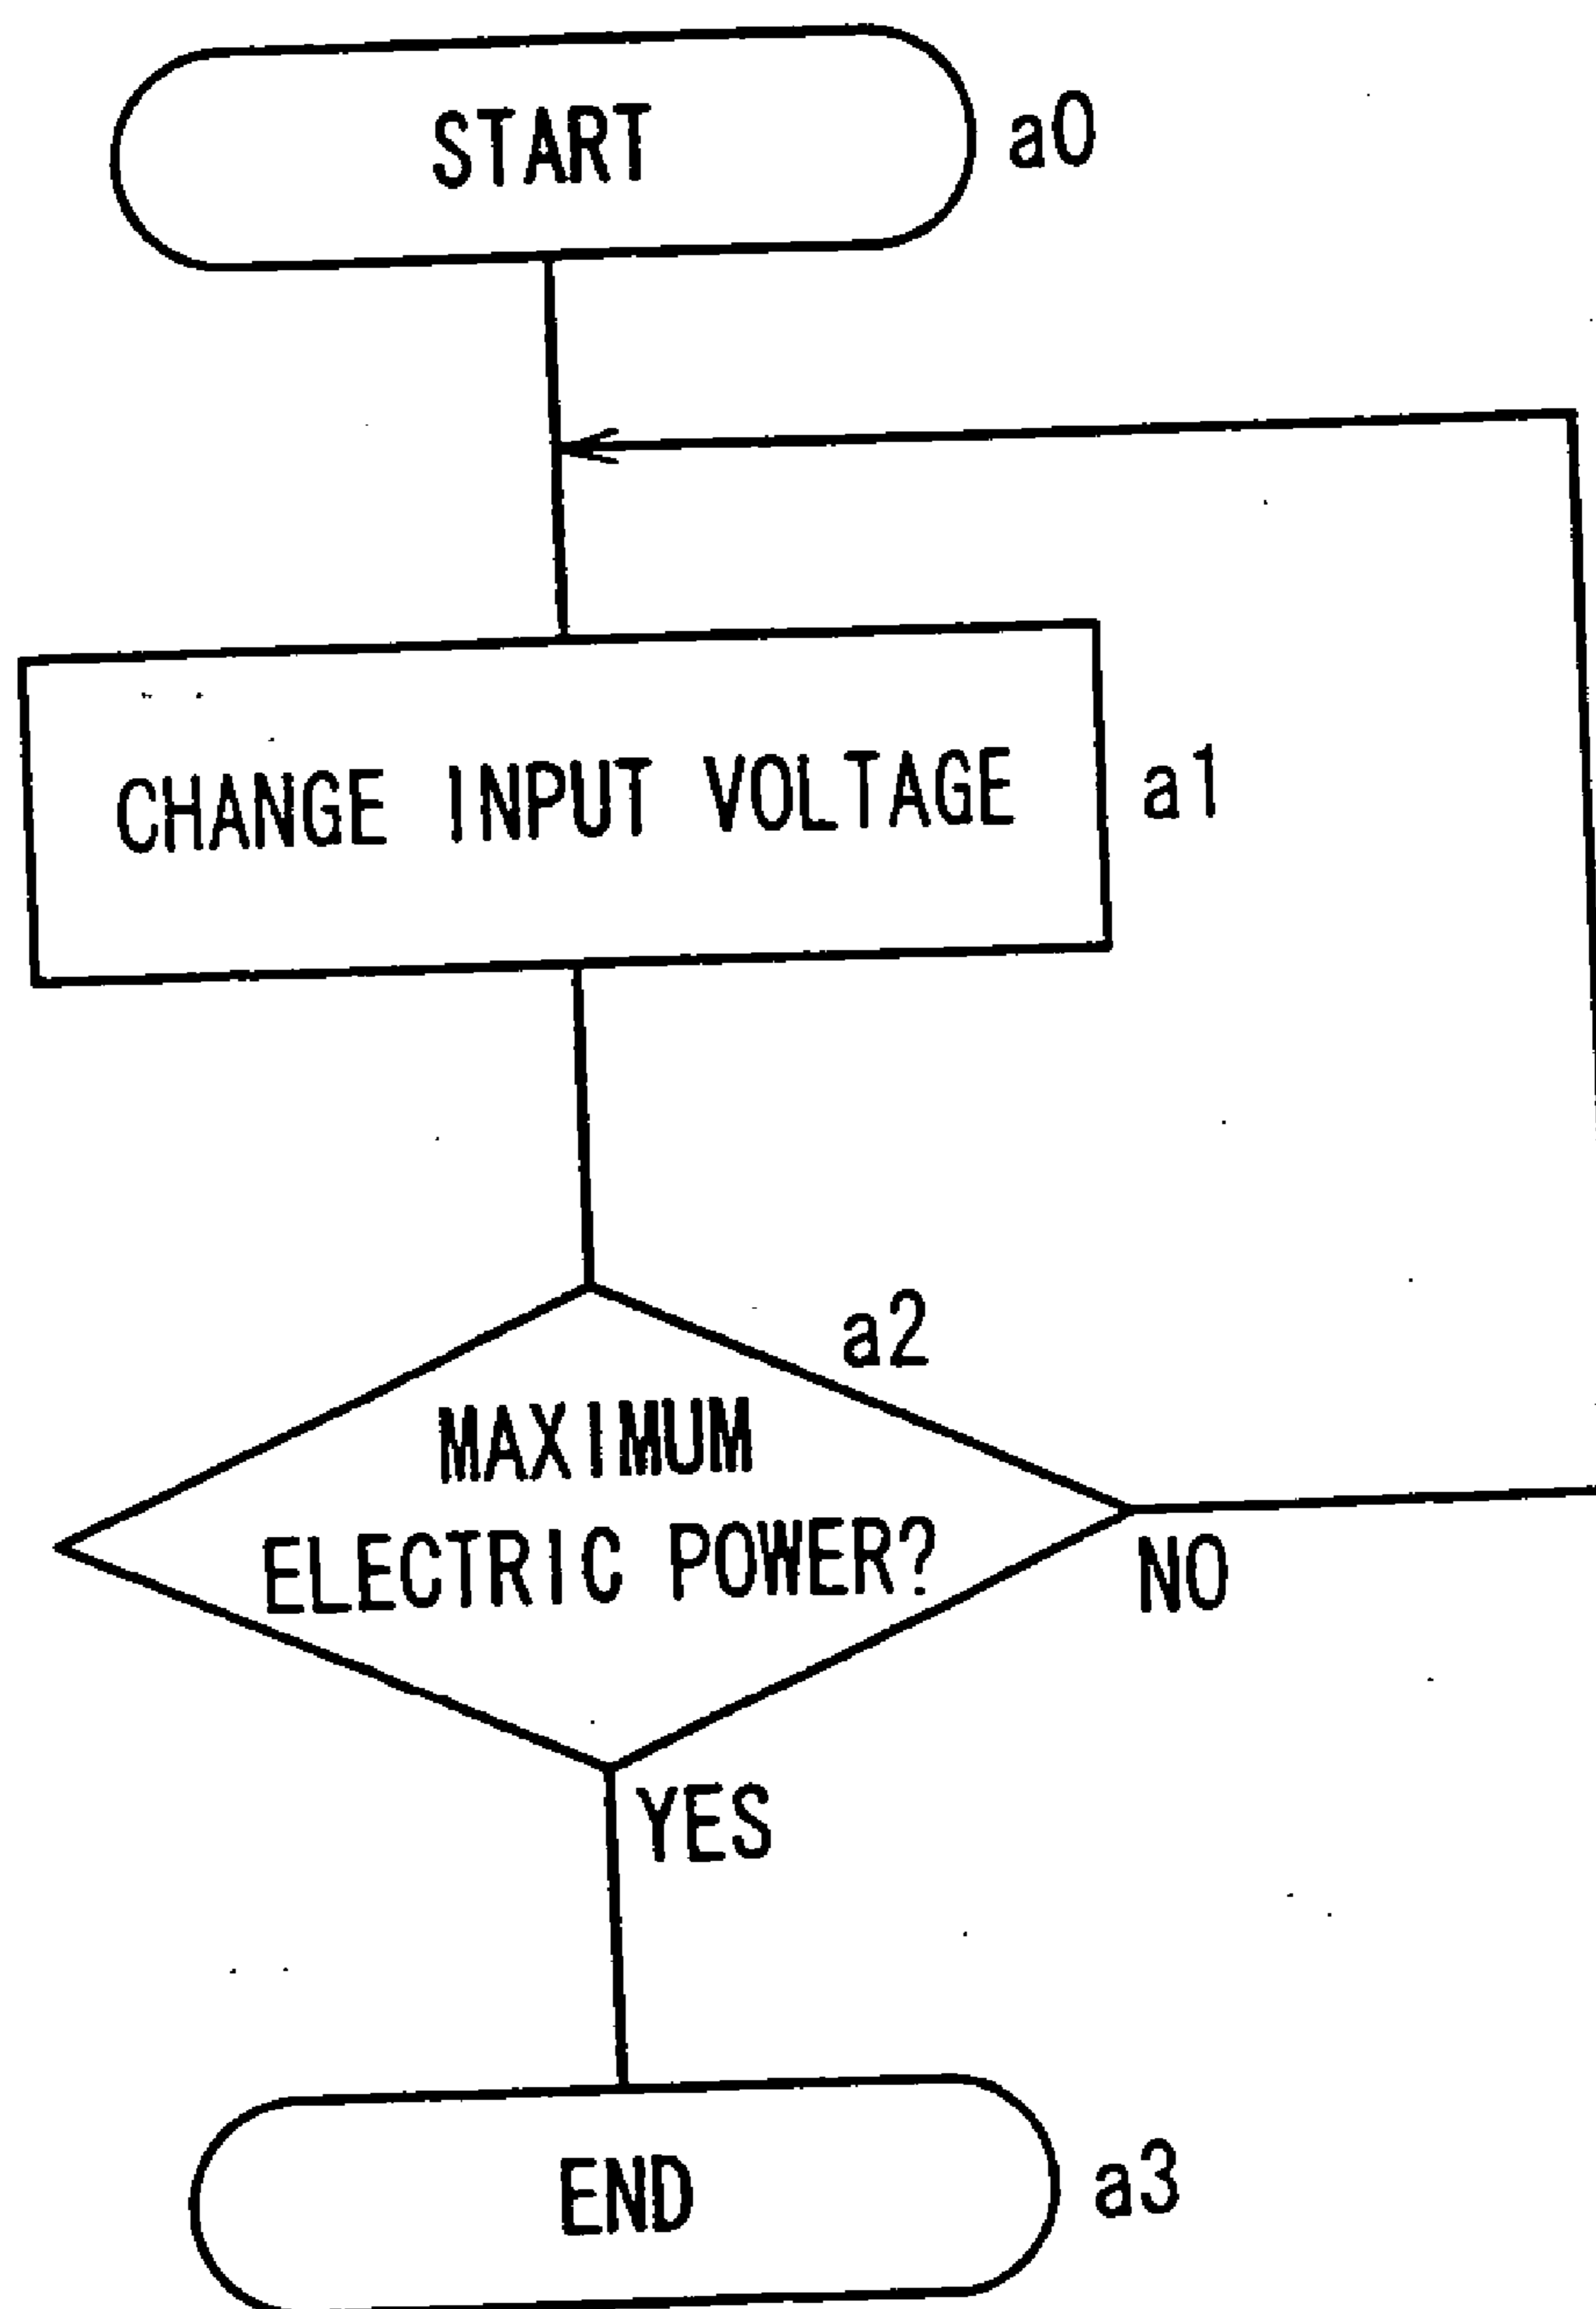 START
a0
CHANGE INPUT VOLTAGE
a1
a2
MAXIMUM
ELECTRIC POWER?
NO
YES
END
a3